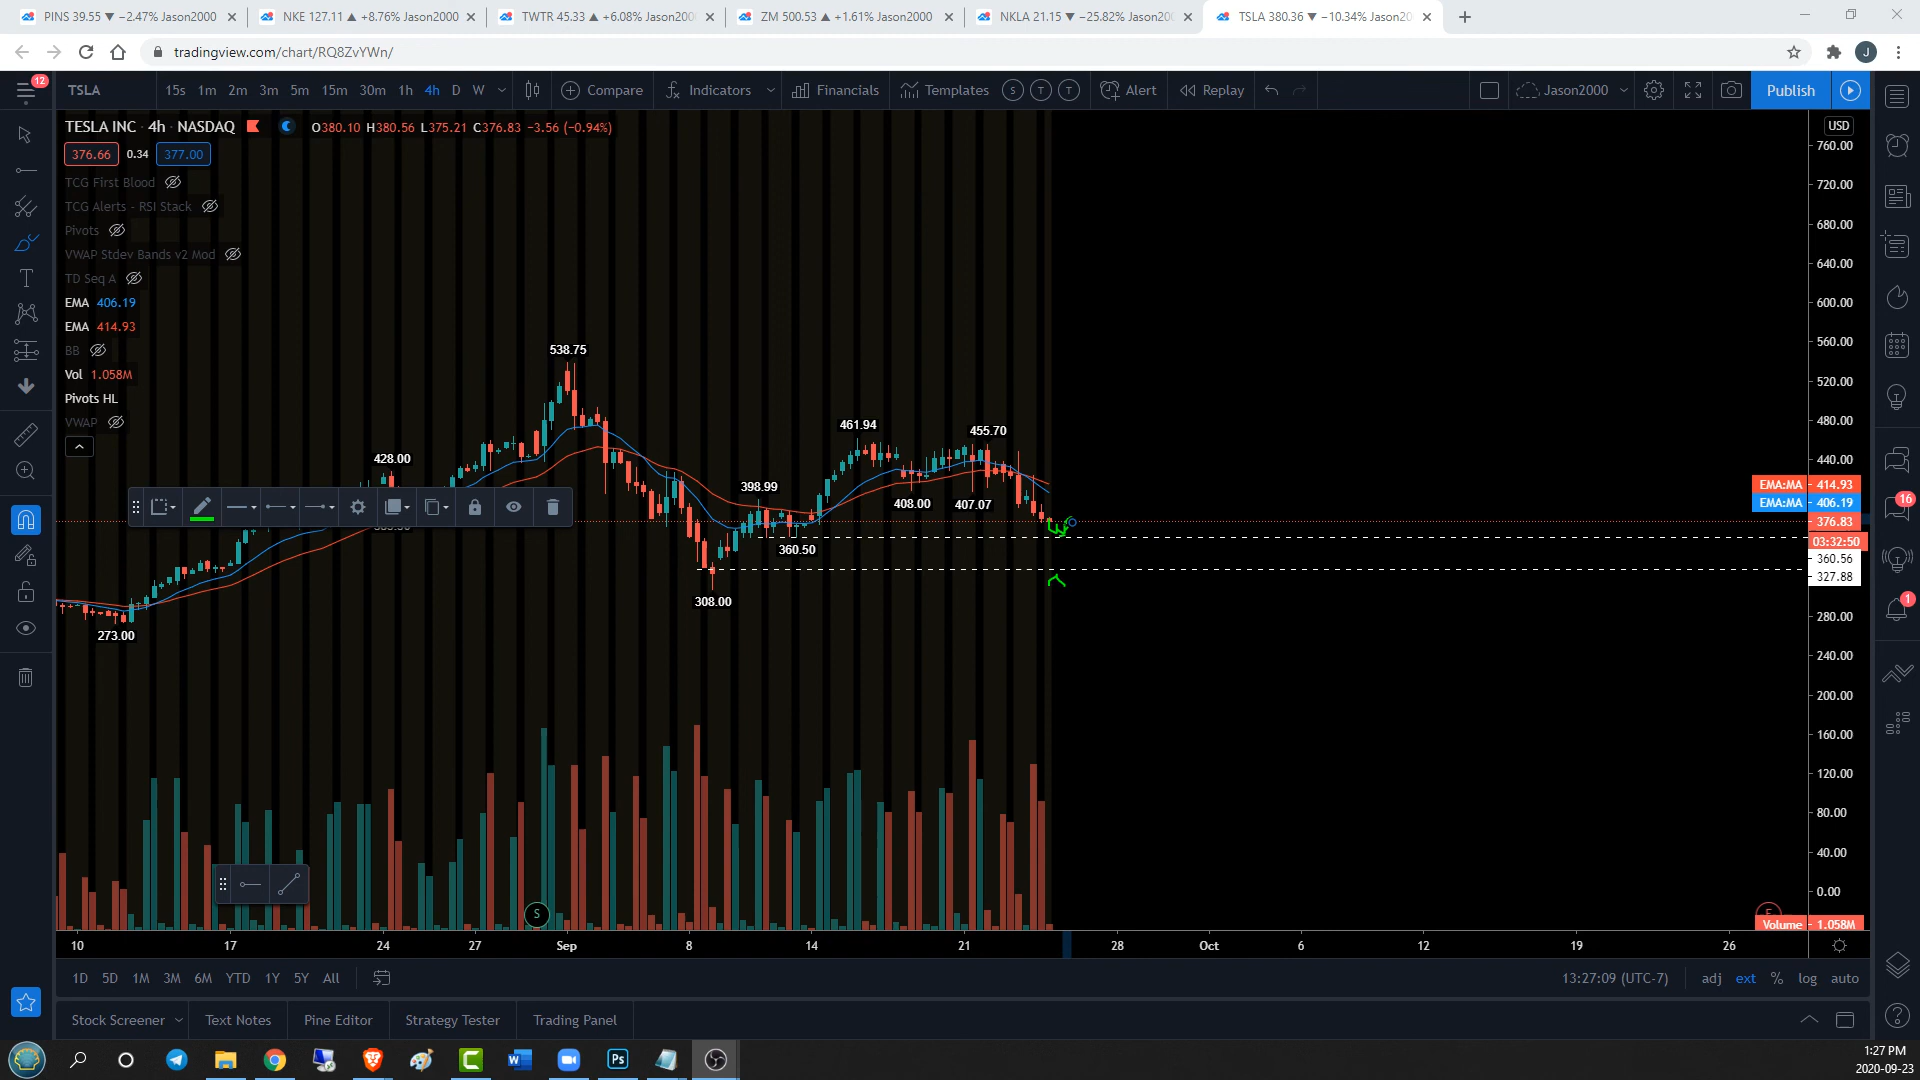 PINS 39.55 ▼ −2.47% Jason2000
NKE 127.11 ▲ +8.76% Jason2000
TWTR 45.33 ▲ +6.08% Jason200
ZM 500.53 ▲ +1.61% Jason2000
NKLA 21.15 ▼ −25.82% Jason200
TSLA 380.36 ▼ −10.34% Jason20
tradingview.com/chart/RQ8ZvYWn/
J
12
TSLA 15s 1m 2m 3m 5m 15m 30m 1h 4h D W Compare Indicators Financials Templates S T T Alert Replay Jason2000 Publish
TESLA INC · 4h · NASDAQ O380.10 H380.56 L375.21 C376.83 −3.56 (−0.94%)
376.66 0.34 377.00
TCG First Blood
TCG Alerts - RSI Stack
Pivots
VWAP Stdev Bands v2 Mod
TD Seq A
EMA 406.19
EMA 414.93
BB
Vol 1.058M
Pivots HL
VWAP
USD
760.00
720.00
680.00
640.00
600.00
560.00
520.00
480.00
440.00
EMA:MA 414.93
EMA:MA 406.19
376.83
03:32:50
360.56
327.88
280.00
240.00
200.00
160.00
120.00
80.00
40.00
0.00
Volume 1.058M
538.75
461.94
455.70
428.00
398.99
408.00
407.07
360.50
308.00
273.00
S
16
1
10 17 24 27 Sep 8 14 21 28 Oct 6 12 19 26
1D 5D 1M 3M 6M YTD 1Y 5Y All 13:27:09 (UTC-7) adj ext % log auto
Stock Screener Text Notes Pine Editor Strategy Tester Trading Panel
W
Ps
1:27 PM
2020-09-23